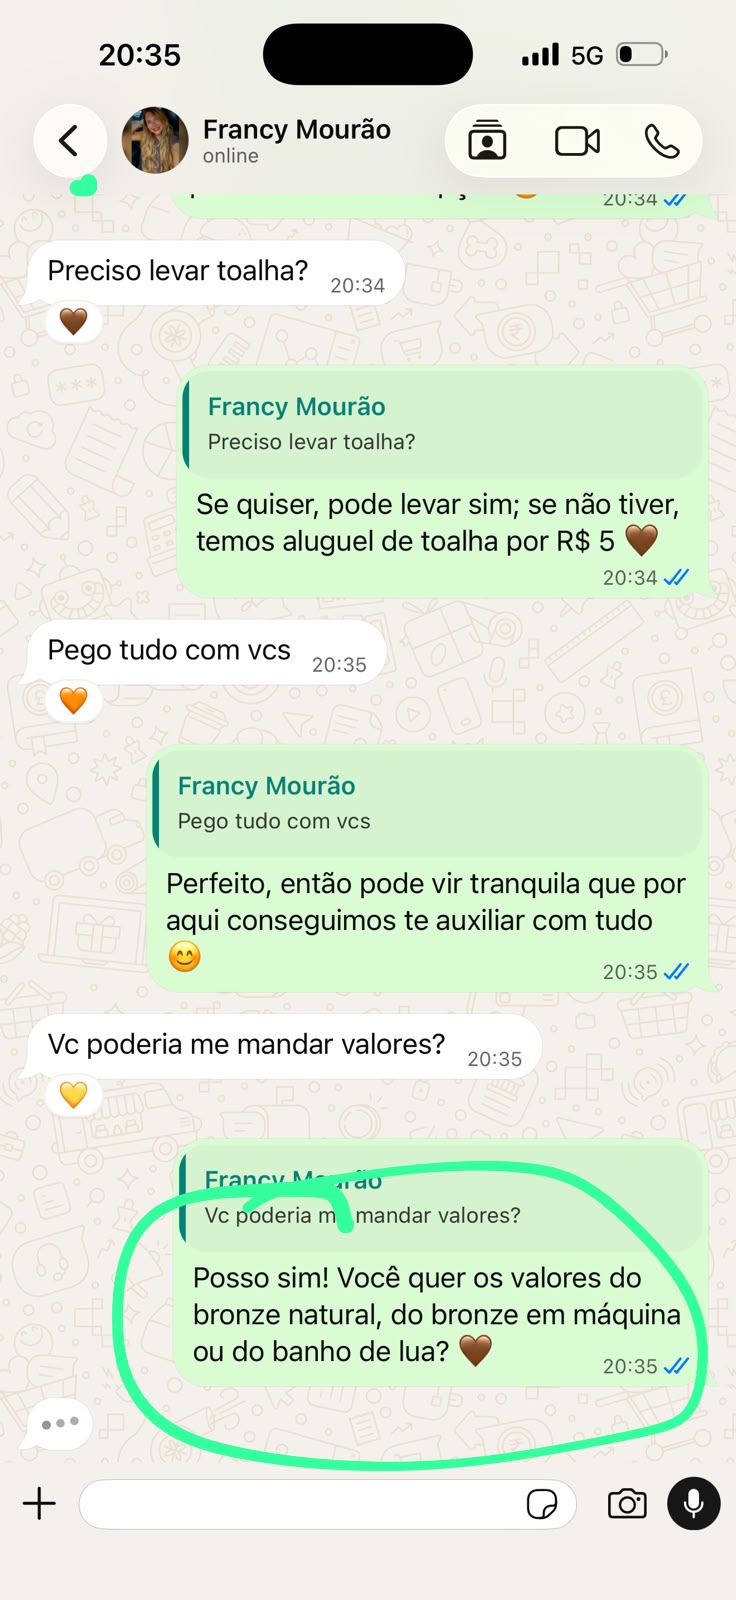 20:35
5G
Francy Mourão
online
20:34
Preciso levar toalha?
20:34
Francy Mourão
Preciso levar toalha?
Se quiser, pode levar sim; se não tiver,
temos aluguel de toalha por R$ 5 🤎
20:34
Pego tudo com vcs
20:35
Francy Mourão
Pego tudo com vcs
Perfeito, então pode vir tranquila que por
aqui conseguimos te auxiliar com tudo
😊
20:35
Vc poderia me mandar valores?
20:35
Francy Mourão
Vc poderia me mandar valores?
Posso sim! Você quer os valores do
bronze natural, do bronze em máquina
ou do banho de lua? 🤎
20:35